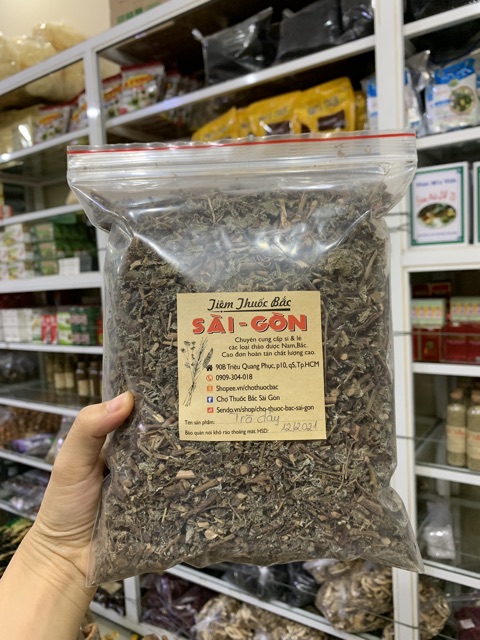 Tiệm Thuốc Bắc
SÀI-GÒN
Chuyên cung cấp sỉ & lẻ
các loại thảo dược Nam,Bắc.
Cao đơn hoàn tán chất lượng cao.
90B Triệu Quang Phục, p10, q5,Tp.HCM
0909-304-018
Shopee.vn/chothuocbac
Chợ Thuốc Bắc Sài Gòn
Sendo.vn/shop/chợ-thuoc-bac-sai-gon
Tên sản phẩm: Trà dây
Bảo quản nơi khô ráo thoáng mát. HSD: 12/2021